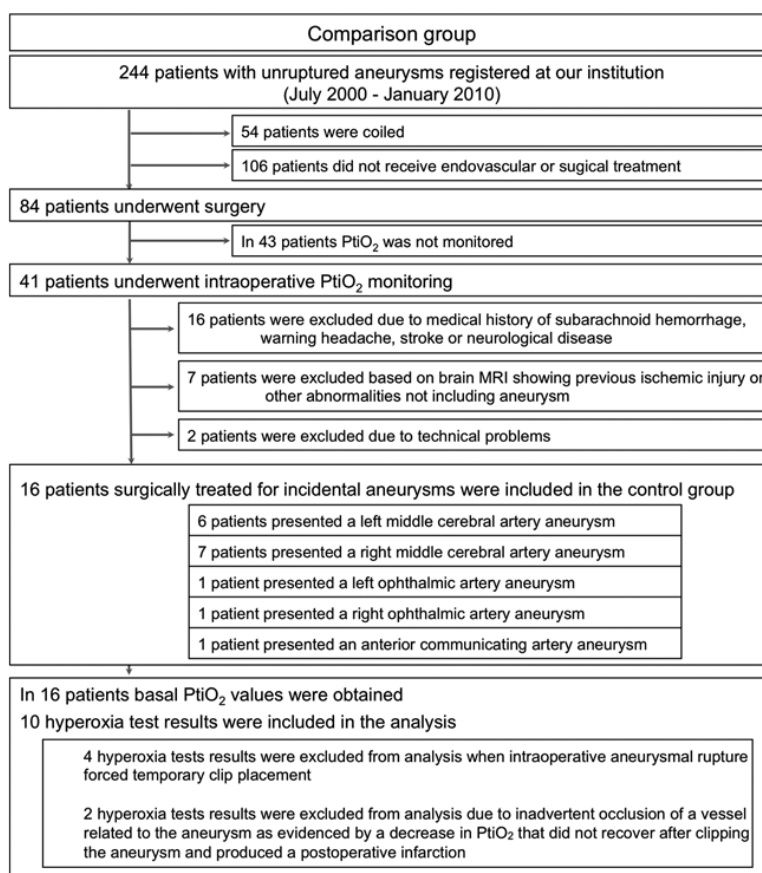 Comparison group
244 patients with unruptured aneurysms registered at our institution
(July 2000 - January 2010)
54 patients were coiled
106 patients did not receive endovascular or sugical treatment
84 patients underwent surgery
In 43 patients PtiO₂ was not monitored
41 patients underwent intraoperative PtiO₂ monitoring
16 patients were excluded due to medical history of subarachnoid hemorrhage,
warning headache, stroke or neurological disease
7 patients were excluded based on brain MRI showing previous ischemic injury or
other abnormalities not including aneurysm
2 patients were excluded due to technical problems
16 patients surgically treated for incidental aneurysms were included in the control group
6 patients presented a left middle cerebral artery aneurysm
7 patients presented a right middle cerebral artery aneurysm
1 patient presented a left ophthalmic artery aneurysm
1 patient presented a right ophthalmic artery aneurysm
1 patient presented an anterior communicating artery aneurysm
In 16 patients basal PtiO₂ values were obtained
10 hyperoxia test results were included in the analysis
4 hyperoxia tests results were excluded from analysis when intraoperative aneurysmal rupture
forced temporary clip placement
2 hyperoxia tests results were excluded from analysis due to inadvertent occlusion of a vessel
related to the aneurysm as evidenced by a decrease in PtiO₂ that did not recover after clipping
the aneurysm and produced a postoperative infarction